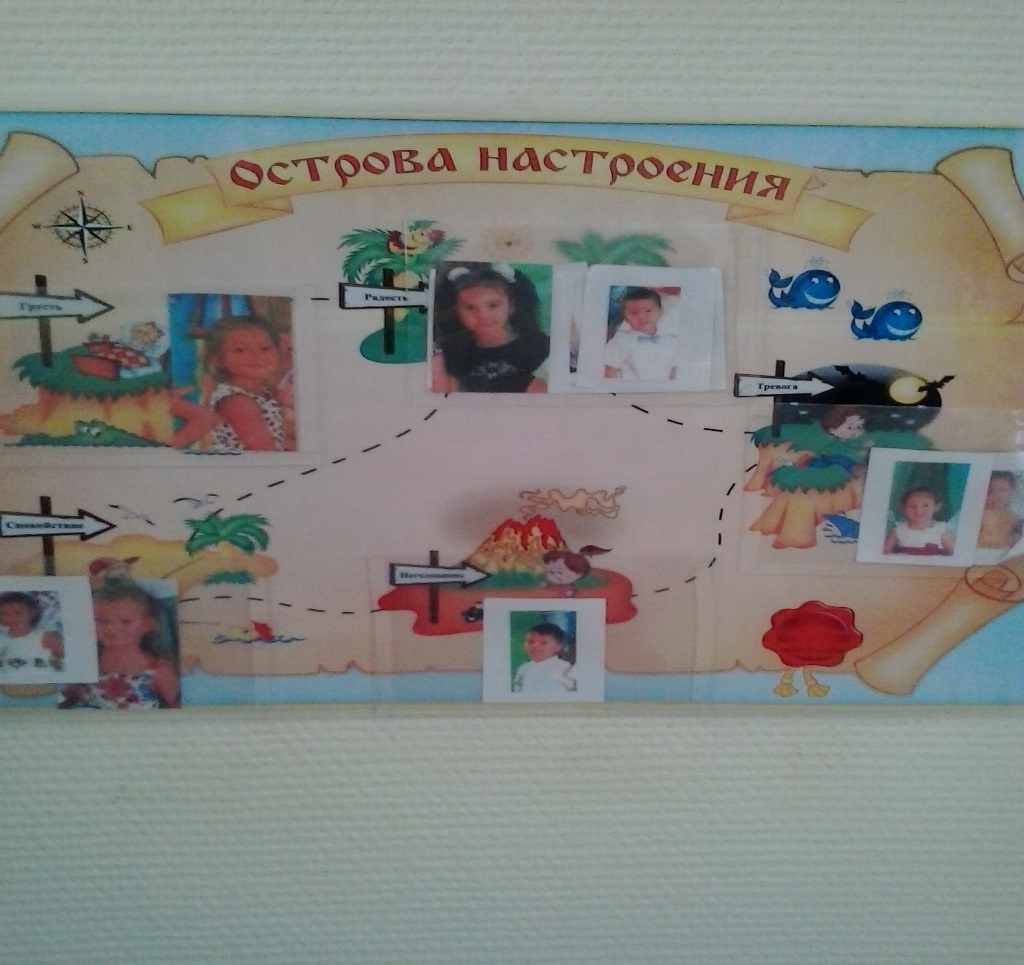 Острова настроения
N
W E
S
Грусть
Радость
Тревога
Спокойствие